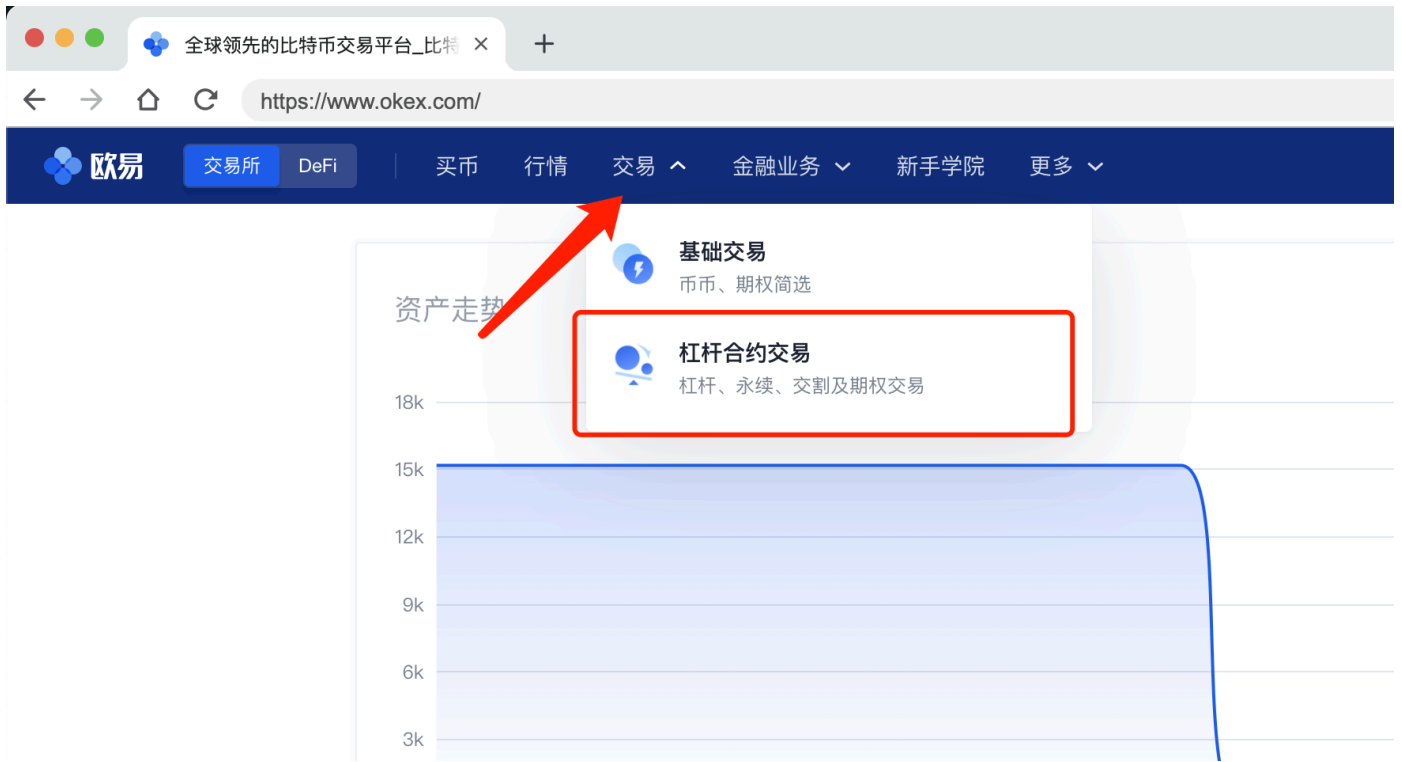 全球领先的比特币交易平台_比特
https://www.okex.com/
欧易 交易所 DeFi 买币 行情 交易 金融业务 新手学院 更多
基础交易
币币、期权简选
资产走势
杠杆合约交易
杠杆、永续、交割及期权交易
18k
15k
12k
9k
6k
3k